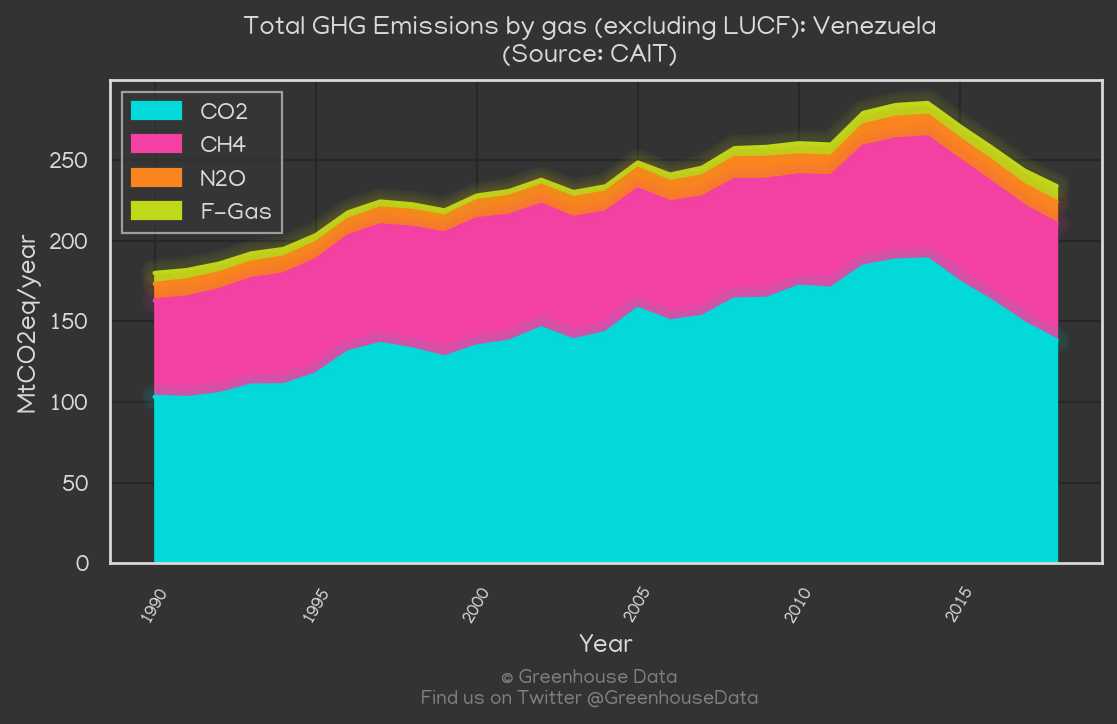 Total GHG Emissions by gas (excluding LUCF): Venezuela
(Source: CAIT)
CO2
CH4
N2O
F-Gas
MtCO2eq/year
250
200
150
100
50
0
1990
1995
2000
2005
2010
2015
Year
© Greenhouse Data
Find us on Twitter @GreenhouseData